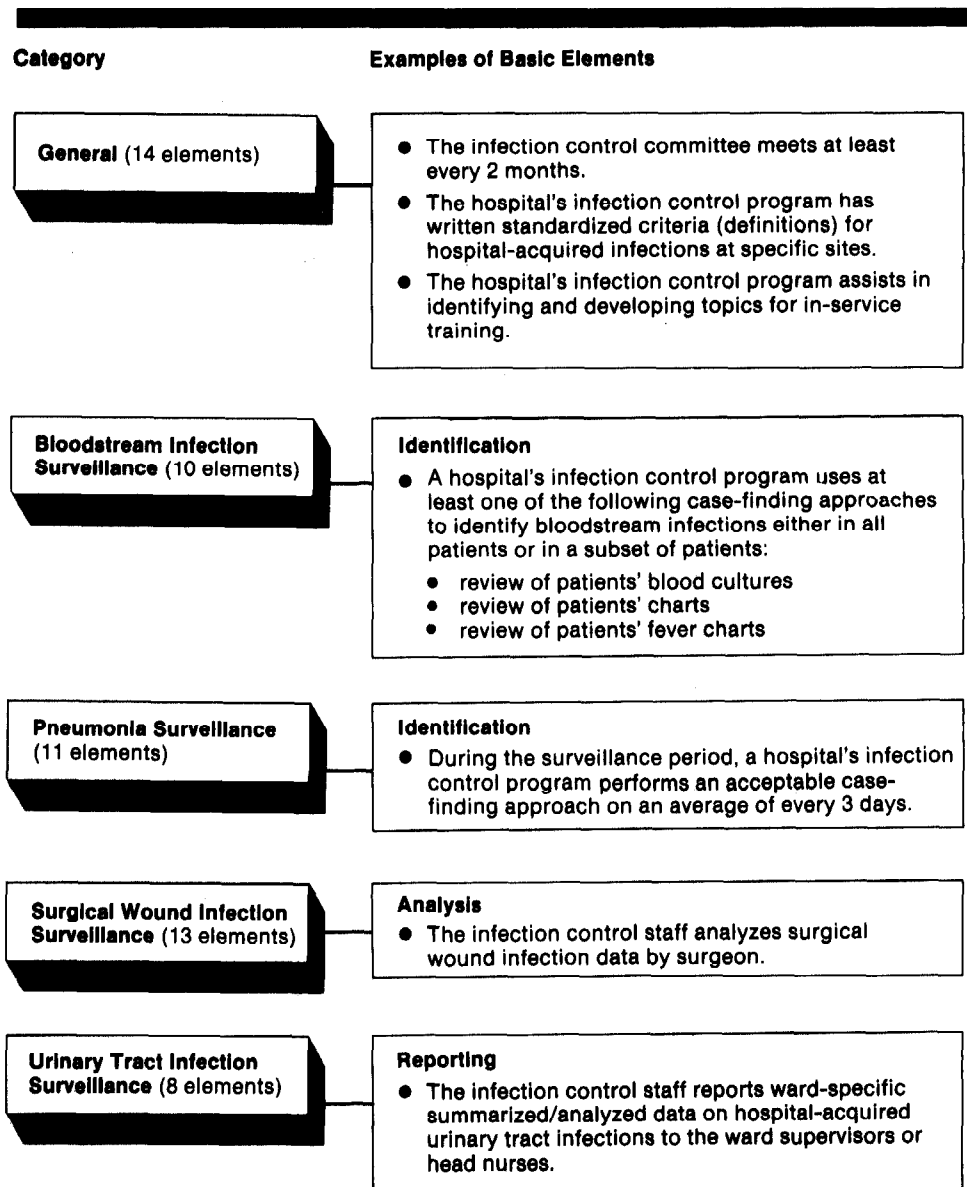 Category
Examples of Basic Elements
General (14 elements)
● The infection control committee meets at least
every 2 months.
● The hospital's infection control program has
written standardized criteria (definitions) for
hospital-acquired infections at specific sites.
● The hospital's infection control program assists in
identifying and developing topics for in-service
training.
Bloodstream Infection
Surveillance (10 elements)
Identification
● A hospital's infection control program uses at
least one of the following case-finding approaches
to identify bloodstream infections either in all
patients or in a subset of patients:
● review of patients' blood cultures
● review of patients' charts
● review of patients' fever charts
Pneumonia Surveillance
(11 elements)
Identification
● During the surveillance period, a hospital's infection
control program performs an acceptable case-
finding approach on an average of every 3 days.
Surgical Wound Infection
Surveillance (13 elements)
Analysis
● The infection control staff analyzes surgical
wound infection data by surgeon.
Urinary Tract Infection
Surveillance (8 elements)
Reporting
● The infection control staff reports ward-specific
summarized/analyzed data on hospital-acquired
urinary tract infections to the ward supervisors or
head nurses.